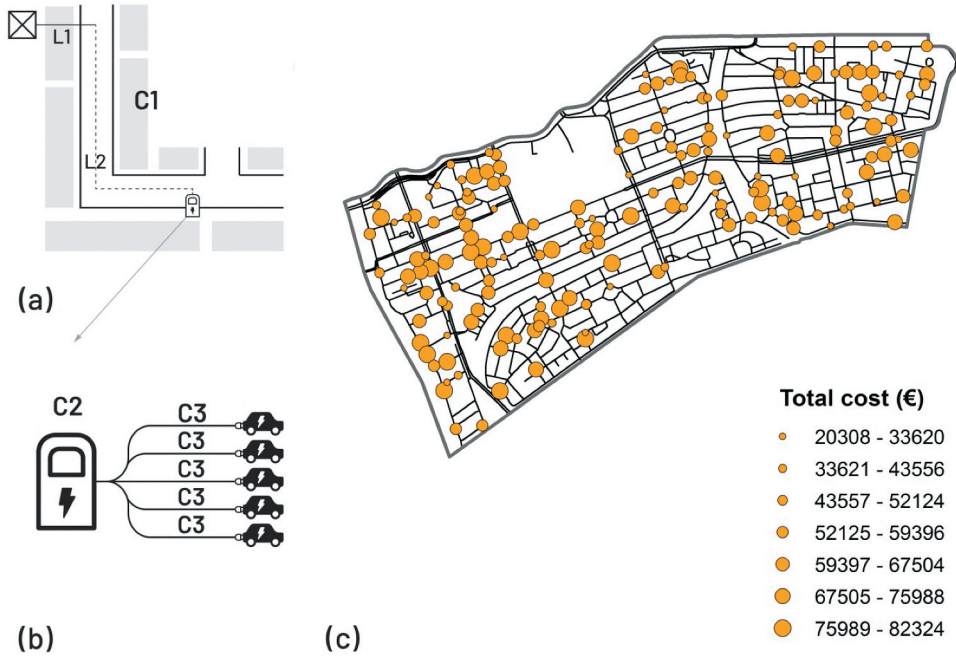 L1
C1
L2
(a)
C2
C3
C3
C3
C3
C3
(b)
(c)
Total cost (€)
20308 - 33620
33621 - 43556
43557 - 52124
52125 - 59396
59397 - 67504
67505 - 75988
75989 - 82324